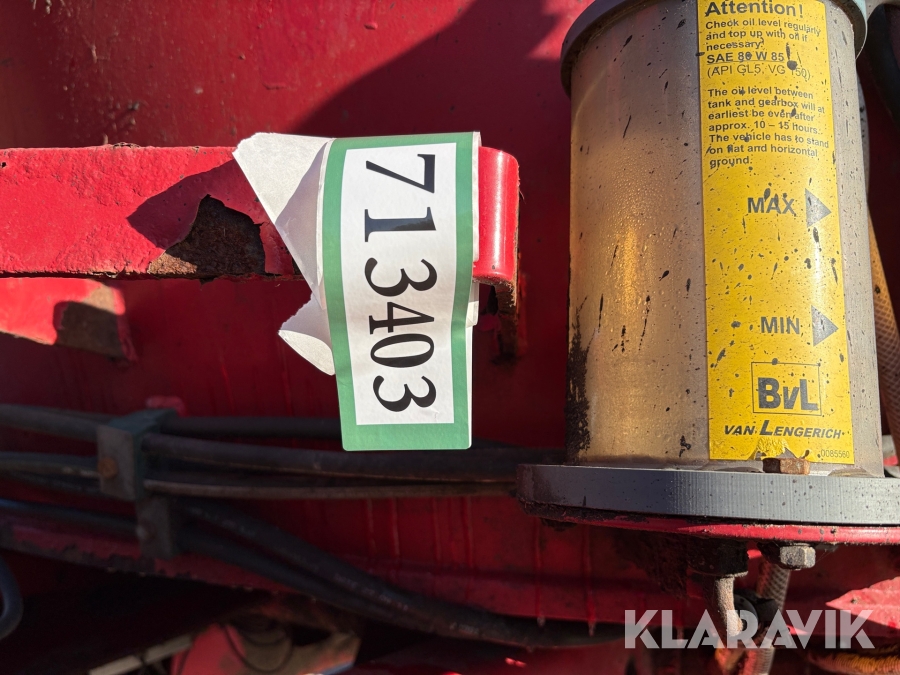 713403
Attention!
Check oil level regulary
and top up with oil if
necessary.
SAE 80 W 85
(API GL5, VG 150)
The oil level between
tank and gearbox will at
earliest be even after
approx. 10 – 15 hours.
The vehicle has to stand
on flat and horizontal
ground.
MAX
MIN
BvL
VAN LENGERICH
0085560
KLARAVIK